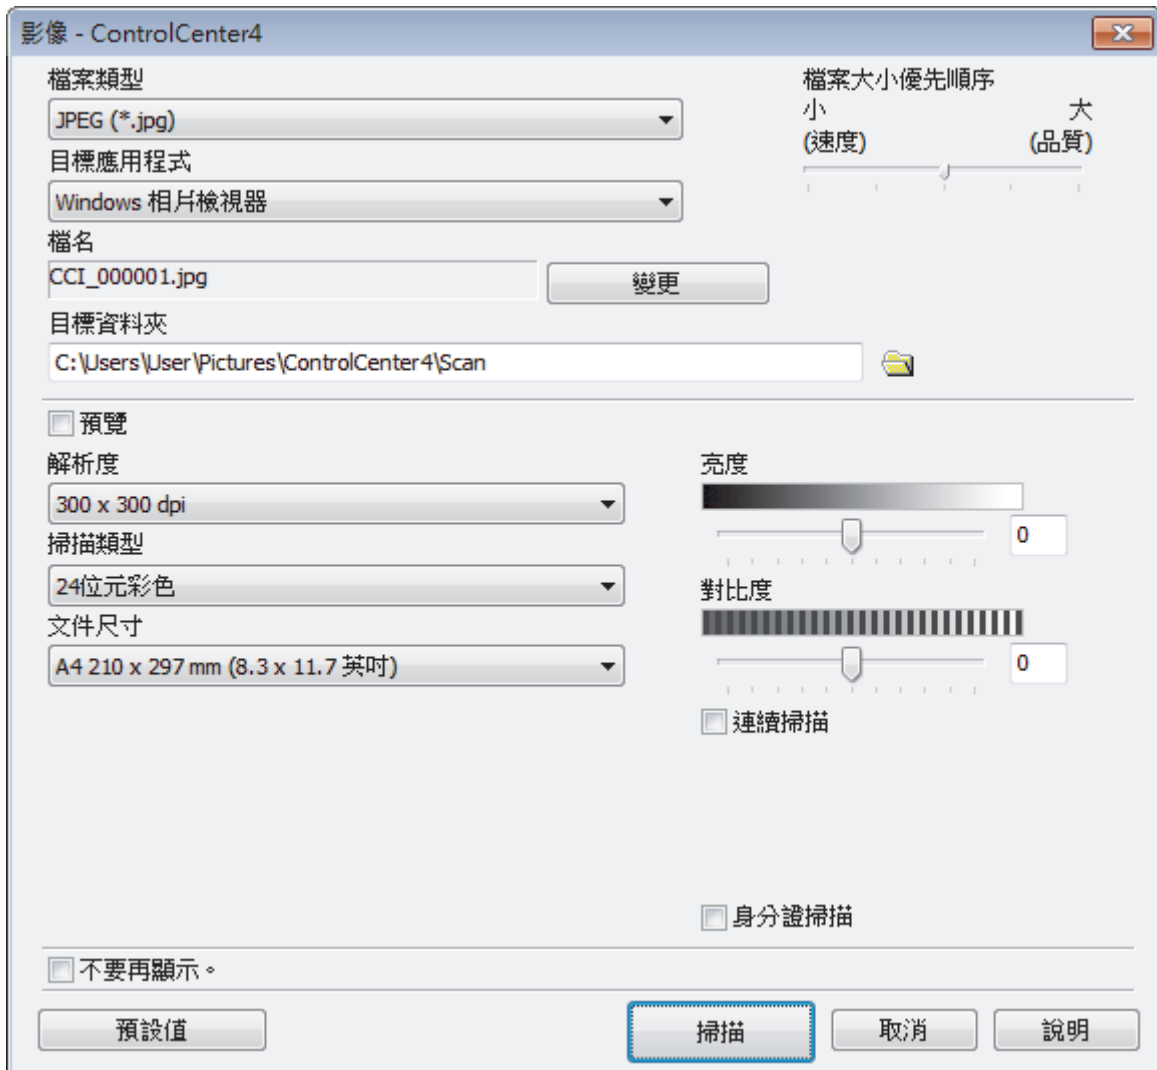 影像 - ControlCenter4
檔案類型
JPEG (*.jpg)
目標應用程式
Windows 相片檢視器
檔名
CCI_000001.jpg
變更
目標資料夾
C:\Users\User\Pictures\ControlCenter4\Scan
檔案大小優先順序
小 大
(速度) (品質)
預覽
解析度
300 x 300 dpi
掃描類型
24位元彩色
文件尺寸
A4 210 x 297 mm (8.3 x 11.7 英吋)
亮度
0
對比度
0
連續掃描
身分證掃描
不要再顯示。
預設值
掃描
取消
說明